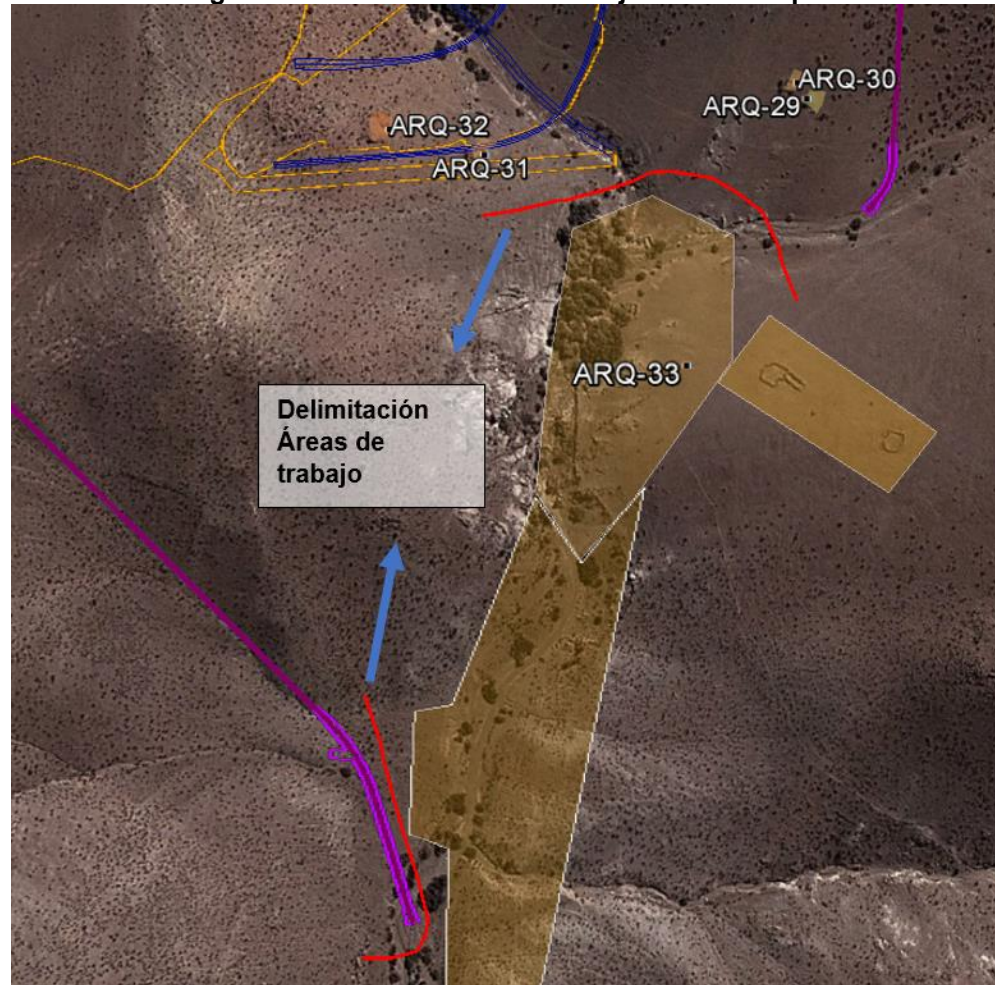 ARQ-30
ARQ-29
ARQ-32
ARQ-31
ARQ-33
Delimitación
Áreas de
trabajo